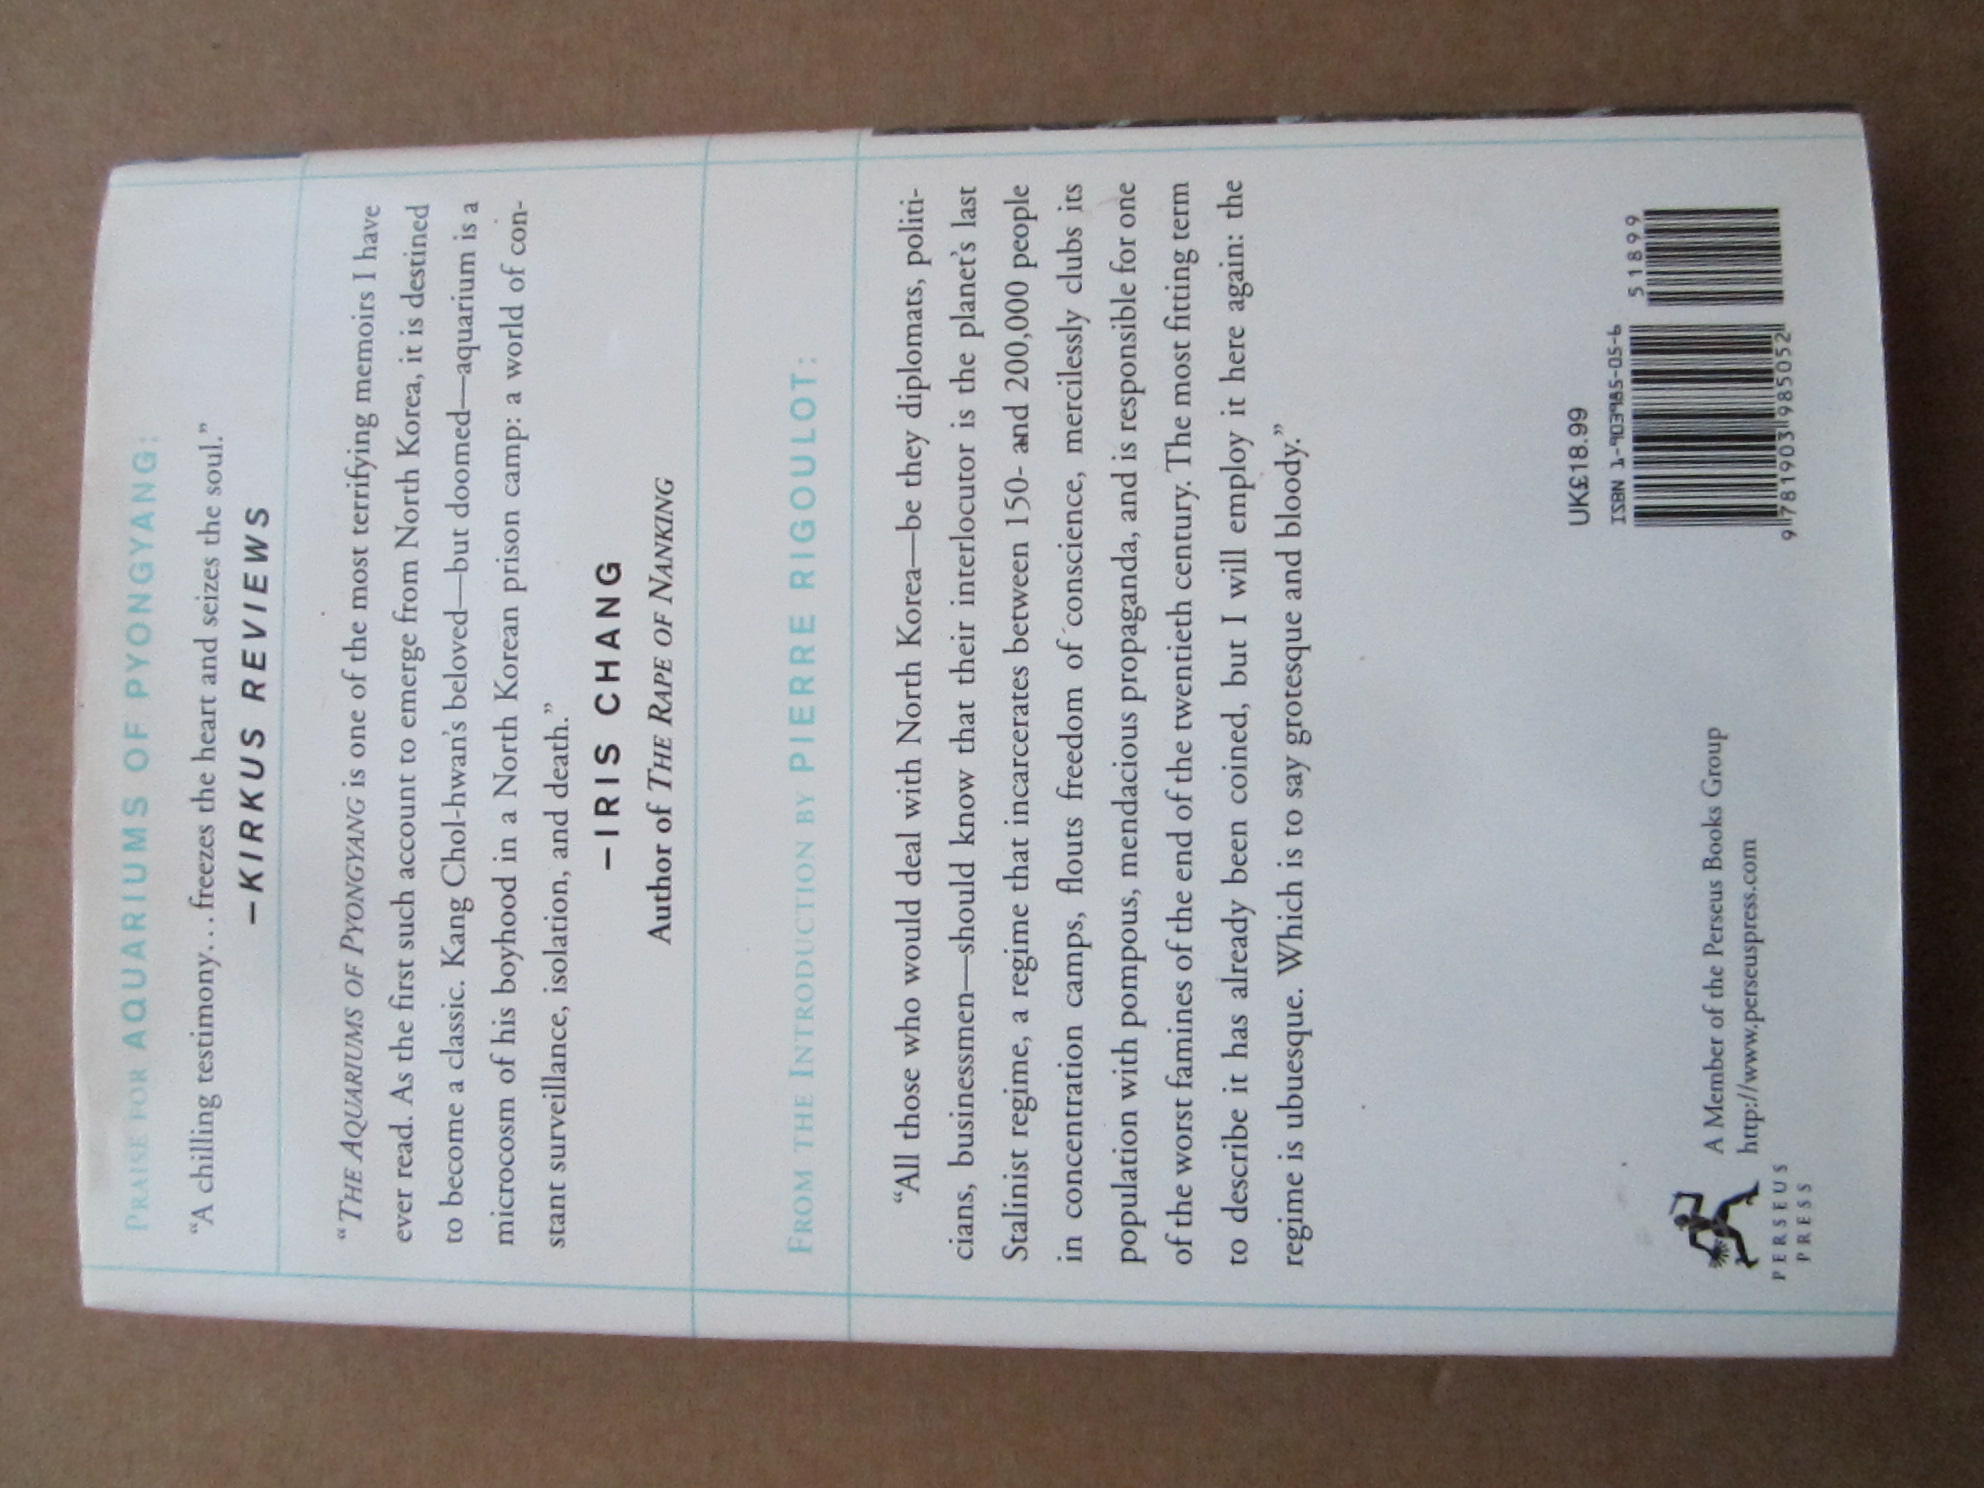 PRAISE FOR AQUARIUMS OF PYONGYANG:
“A chilling testimony...freezes the heart and seizes the soul.”
—KIRKUS REVIEWS
“THE AQUARIUMS OF PYONGYANG is one of the most terrifying memoirs I have
ever read. As the first such account to emerge from North Korea, it is destined
to become a classic. Kang Chol-hwan’s beloved—but doomed—aquarium is a
microcosm of his boyhood in a North Korean prison camp: a world of con-
stant surveillance, isolation, and death.”
—IRIS CHANG
Author of THE RAPE OF NANKING
FROM THE INTRODUCTION BY PIERRE RIGOULOT:
“All those who would deal with North Korea—be they diplomats, politi-
cians, businessmen—should know that their interlocutor is the planet’s last
Stalinist regime, a regime that incarcerates between 150- and 200,000 people
in concentration camps, flouts freedom of conscience, mercilessly clubs its
population with pompous, mendacious propaganda, and is responsible for one
of the worst famines of the end of the twentieth century. The most fitting term
to describe it has already been coined, but I will employ it here again: the
regime is ubuesque. Which is to say grotesque and bloody.”
UK£18.99
ISBN 1-903985-05-6
51899
9 781903 985052
A Member of the Perseus Books Group
http://www.perseuspress.com
PERSEUS
PRESS